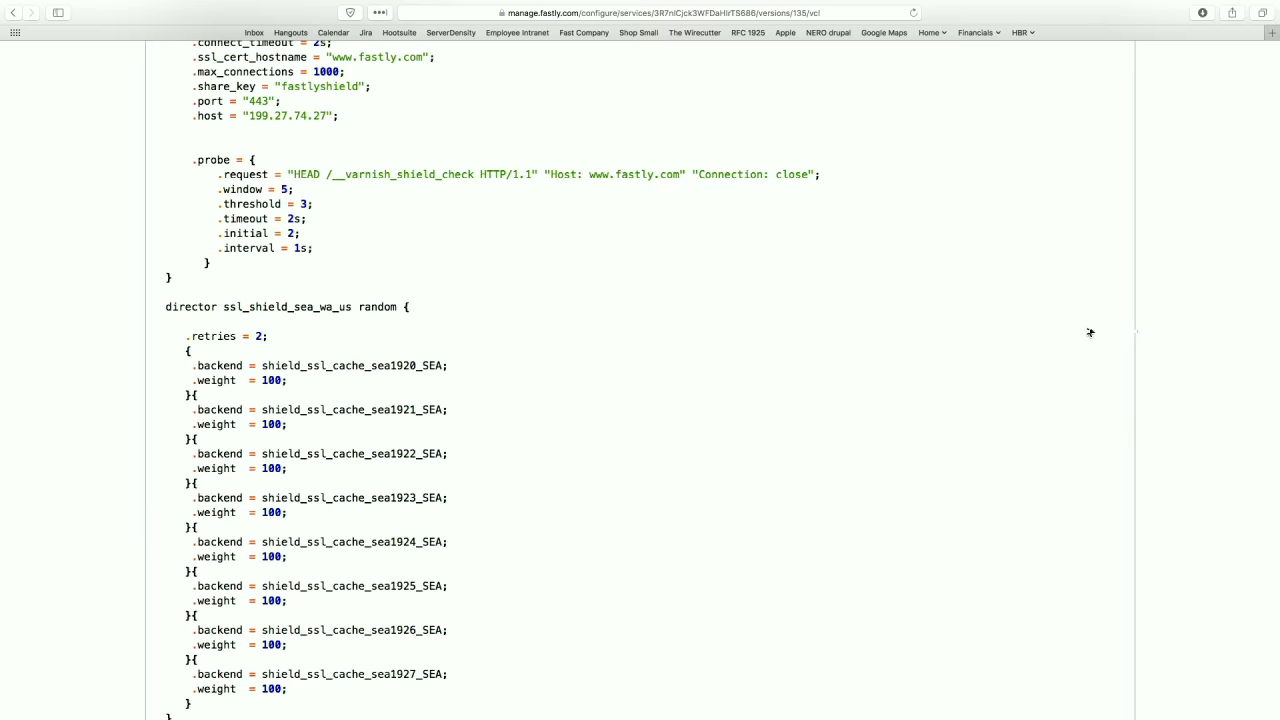 manage.fastly.com/configure/services/3R7nlCjck3WFDaHlrTS686/versions/135/vcl
Inbox Hangouts Calendar Jira Hootsuite ServerDensity Employee Intranet Fast Company Shop Small The Wirecutter RFC 1925 Apple NERO drupal Google Maps Home Financials HBR
.connect_timeout = 2s;
.ssl_cert_hostname = "www.fastly.com";
.max_connections = 1000;
.share_key = "fastlyshield";
.port = "443";
.host = "199.27.74.27";
.probe = {
.request = "HEAD /__varnish_shield_check HTTP/1.1" "Host: www.fastly.com" "Connection: close";
.window = 5;
.threshold = 3;
.timeout = 2s;
.initial = 2;
.interval = 1s;
}
}
director ssl_shield_sea_wa_us random {
.retries = 2;
{
.backend = shield_ssl_cache_sea1920_SEA;
.weight  = 100;
}{
.backend = shield_ssl_cache_sea1921_SEA;
.weight  = 100;
}{
.backend = shield_ssl_cache_sea1922_SEA;
.weight  = 100;
}{
.backend = shield_ssl_cache_sea1923_SEA;
.weight  = 100;
}{
.backend = shield_ssl_cache_sea1924_SEA;
.weight  = 100;
}{
.backend = shield_ssl_cache_sea1925_SEA;
.weight  = 100;
}{
.backend = shield_ssl_cache_sea1926_SEA;
.weight  = 100;
}{
.backend = shield_ssl_cache_sea1927_SEA;
.weight  = 100;
}
}